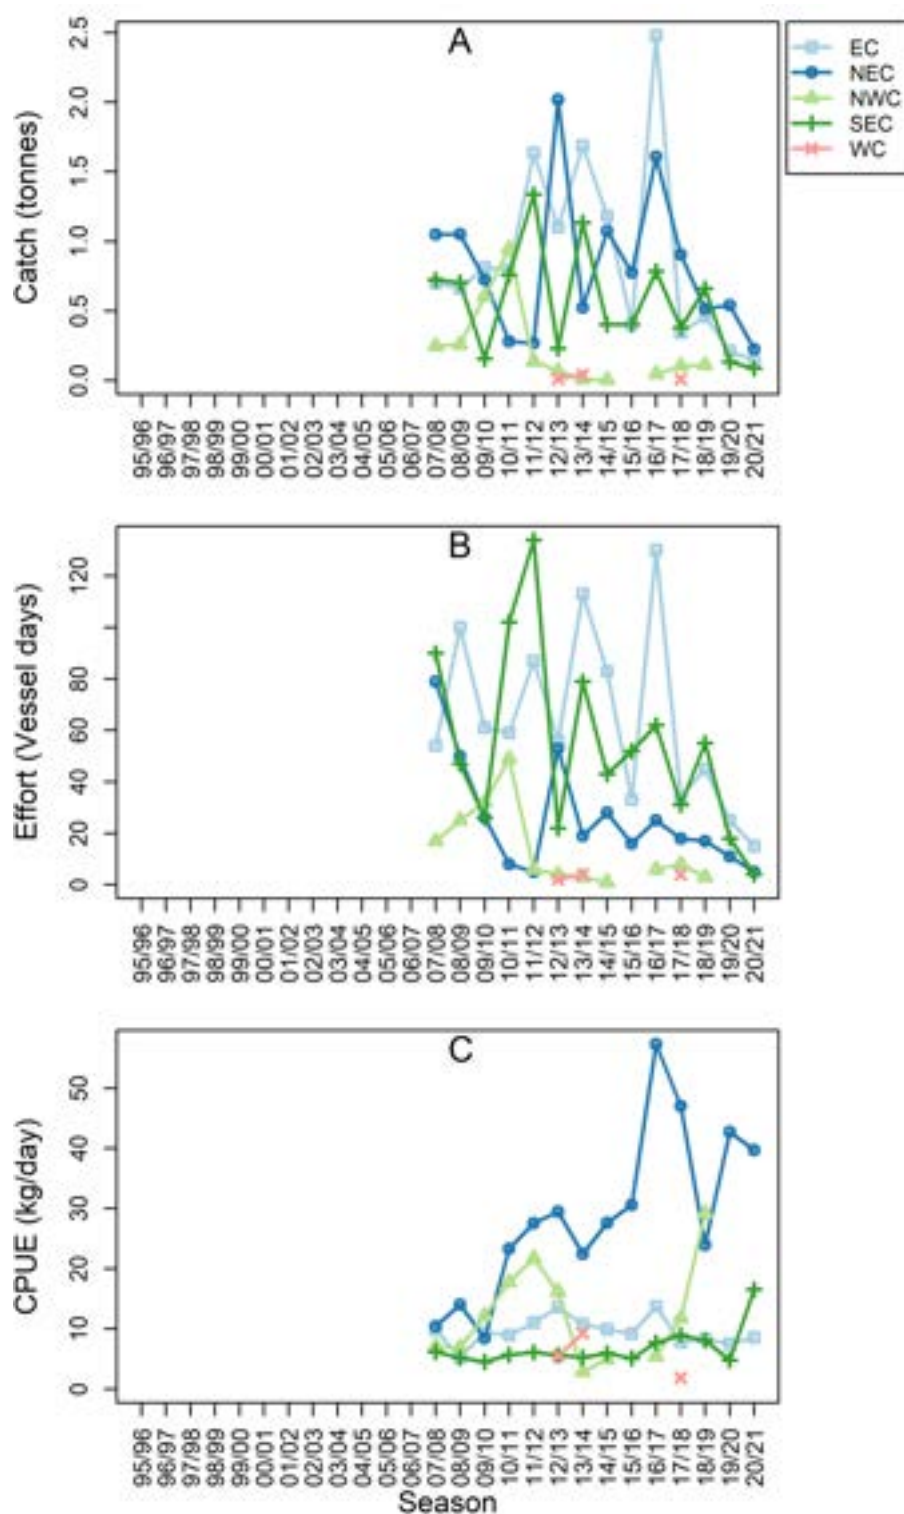 A
EC
NEC
NWC
SEC
WC
Catch (tonnes)
2.5
2.0
1.5
1.0
0.5
0.0
95/96 96/97 97/98 98/99 99/00 00/01 01/02 02/03 03/04 04/05 05/06 06/07 07/08 08/09 09/10 10/11 11/12 12/13 13/14 14/15 15/16 16/17 17/18 18/19 19/20 20/21
B
Effort (Vessel days)
120
80
60
40
20
0
95/96 96/97 97/98 98/99 99/00 00/01 01/02 02/03 03/04 04/05 05/06 06/07 07/08 08/09 09/10 10/11 11/12 12/13 13/14 14/15 15/16 16/17 17/18 18/19 19/20 20/21
C
CPUE (kg/day)
50
40
30
20
10
0
95/96 96/97 97/98 98/99 99/00 00/01 01/02 02/03 03/04 04/05 05/06 06/07 07/08 08/09 09/10 10/11 11/12 12/13 13/14 14/15 15/16 16/17 17/18 18/19 19/20 20/21
Season